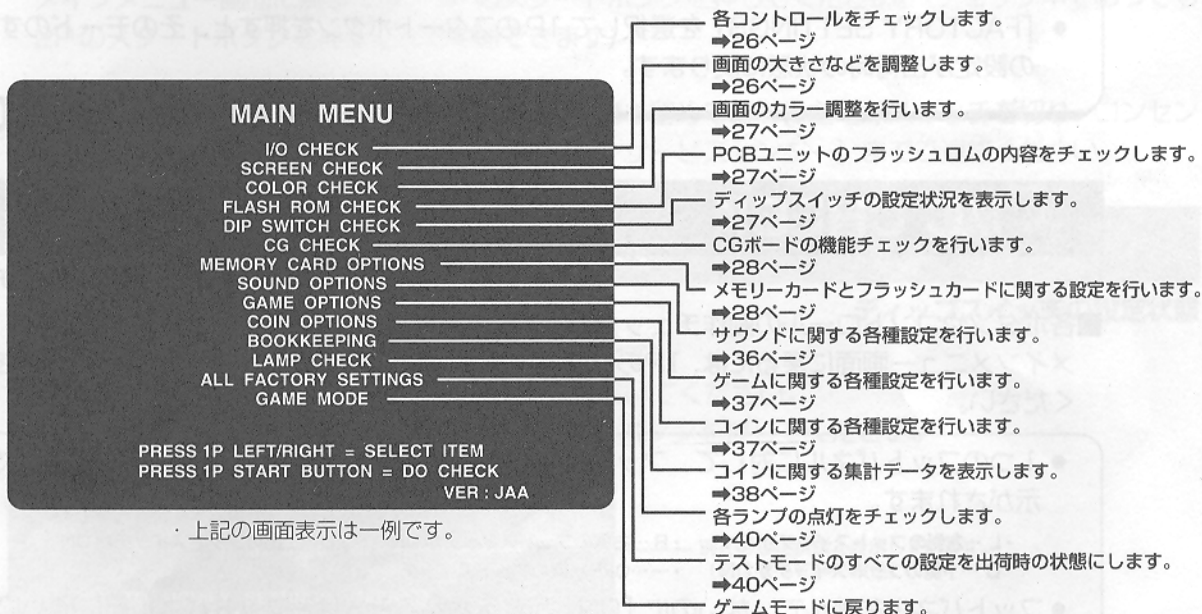 MAIN MENU
I/O CHECK
SCREEN CHECK
COLOR CHECK
FLASH ROM CHECK
DIP SWITCH CHECK
CG CHECK
MEMORY CARD OPTIONS
SOUND OPTIONS
GAME OPTIONS
COIN OPTIONS
BOOKKEEPING
LAMP CHECK
ALL FACTORY SETTINGS
GAME MODE
PRESS 1P LEFT/RIGHT = SELECT ITEM
PRESS 1P START BUTTON = DO CHECK
VER : JAA
・上記の画面表示は一例です。
各コントロールをチェックします。
➡26ページ
画面の大きさなどを調整します。
➡26ページ
画面のカラー調整を行います。
➡27ページ
PCBユニットのフラッシュロムの内容をチェックします。
➡27ページ
ディップスイッチの設定状況を表示します。
➡27ページ
CGボードの機能チェックを行います。
➡28ページ
メモリーカードとフラッシュカードに関する設定を行います。
➡28ページ
サウンドに関する各種設定を行います。
➡36ページ
ゲームに関する各種設定を行います。
➡37ページ
コインに関する各種設定を行います。
➡37ページ
コインに関する集計データを表示します。
➡38ページ
各ランプの点灯をチェックします。
➡40ページ
テストモードのすべての設定を出荷時の状態にします。
➡40ページ
ゲームモードに戻ります。